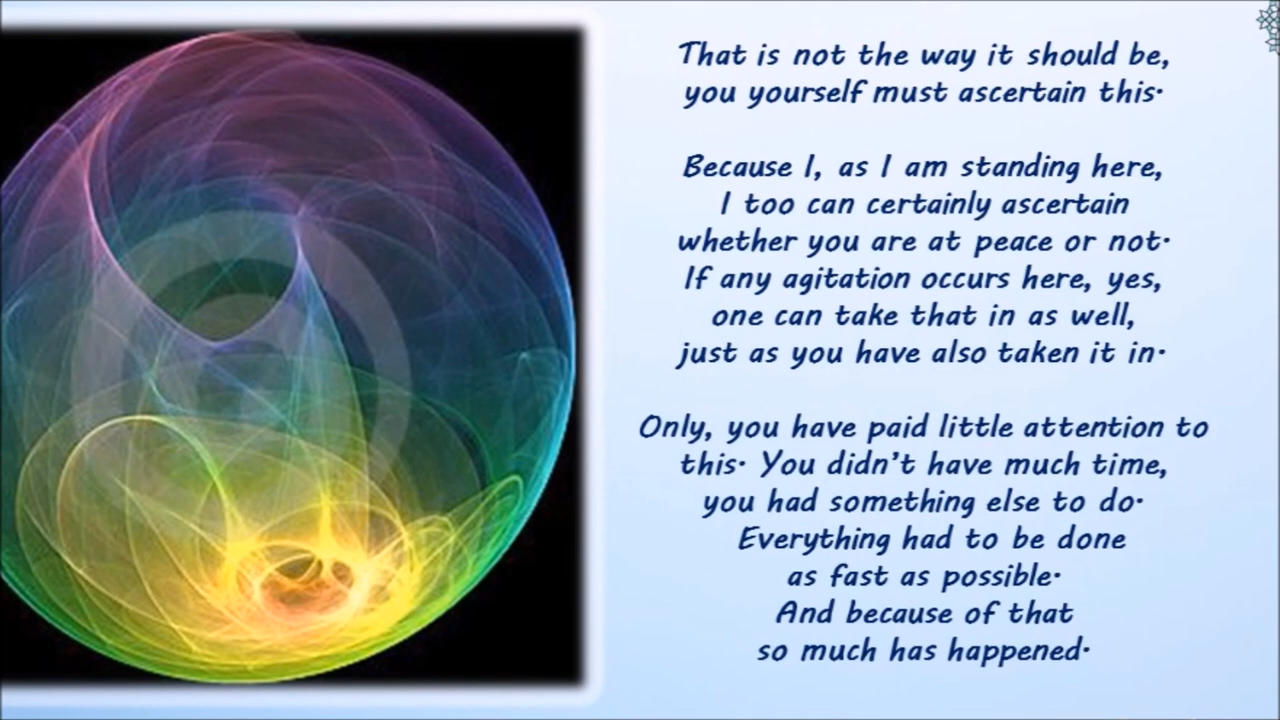 That is not the way it should be,
you yourself must ascertain this·
Because I, as I am standing here,
I too can certainly ascertain
whether you are at peace or not·
If any agitation occurs here, yes,
one can take that in as well,
just as you have also taken it in·
Only, you have paid little attention to
this· You didn't have much time,
you had something else to do·
Everything had to be done
as fast as possible·
And because of that
so much has happened·